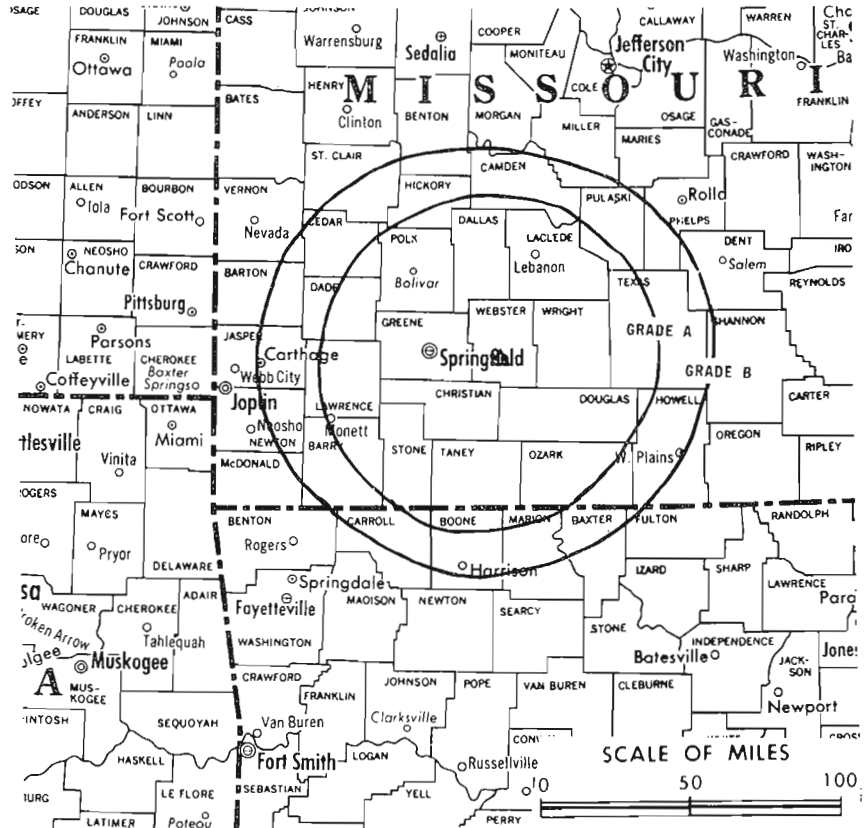 OSAGE
DOUGLAS
JOHNSON
CASS
JOHNSON
Warrensburg
Sedalia
COOPER
MONITEAU
CALLAWAY
Jefferson
City
WARREN
ST. CHAR-
LES
Washington
FRANKLIN
MIAMI
Ottawa
Paola
HENRY
COLE
MISSOURI
FRANKLIN
BATES
Clinton
BENTON
MORGAN
MILLER
OSAGE
GAS-
CONADE
ANDERSON
LINN
MARIES
CRAWFORD
WASH-
INGTON
ST. CLAIR
CAMDEN
HICKORY
PULASKI
Rolla
PHELPS
ALLEN
Iola
BOURBON
Fort Scott
VERNON
Nevada
CEDAR
DALLAS
POLK
LACLEDE
Lebanon
Bolivar
DENT
Salem
NEOSHO
Chanute
CRAWFORD
BARTON
DADE
TEXAS
REYNOLDS
Pittsburg
GREENE
WEBSTER
WRIGHT
SHANNON
GRADE A
Parsons
JASPER
Carthage
Webb City
LABETTE
CHEROKEE
Baxter
Springs
GRADE B
Coffeyville
Joplin
CHRISTIAN
DOUGLAS
HOWELL
CARTER
NOWATA
CRAIG
OTTAWA
Miami
LAWRENCE
Monett
Neosho
NEWTON
BARRY
STONE
TANEY
OZARK
W. Plains
OREGON
RIPLEY
Vinita
McDONALD
MAYES
Pryor
BENTON
CARROLL
BOONE
MARION
BAXTER
FULTON
RANDOLPH
Rogers
Harrison
IZARD
SHARP
LAWRENCE
DELAWARE
Springdale
Fayetteville
MADISON
NEWTON
SEARCY
STONE
ADAIR
WAGONER
CHEROKEE
Tahlequah
WASHINGTON
INDEPENDENCE
Batesville
JACK-
SON
Newport
Muskogee
MUS-
KOGEE
CRAWFORD
FRANKLIN
JOHNSON
POPE
VAN BUREN
CLEBURNE
SEQUOYAH
Van Buren
Clarksville
HASKELL
Fort Smith
LOGAN
Russellville
SCALE OF MILES
LE FLORE
SEBASTIAN
YELL
0
50
100
PERRY
LATIMER
Poteau